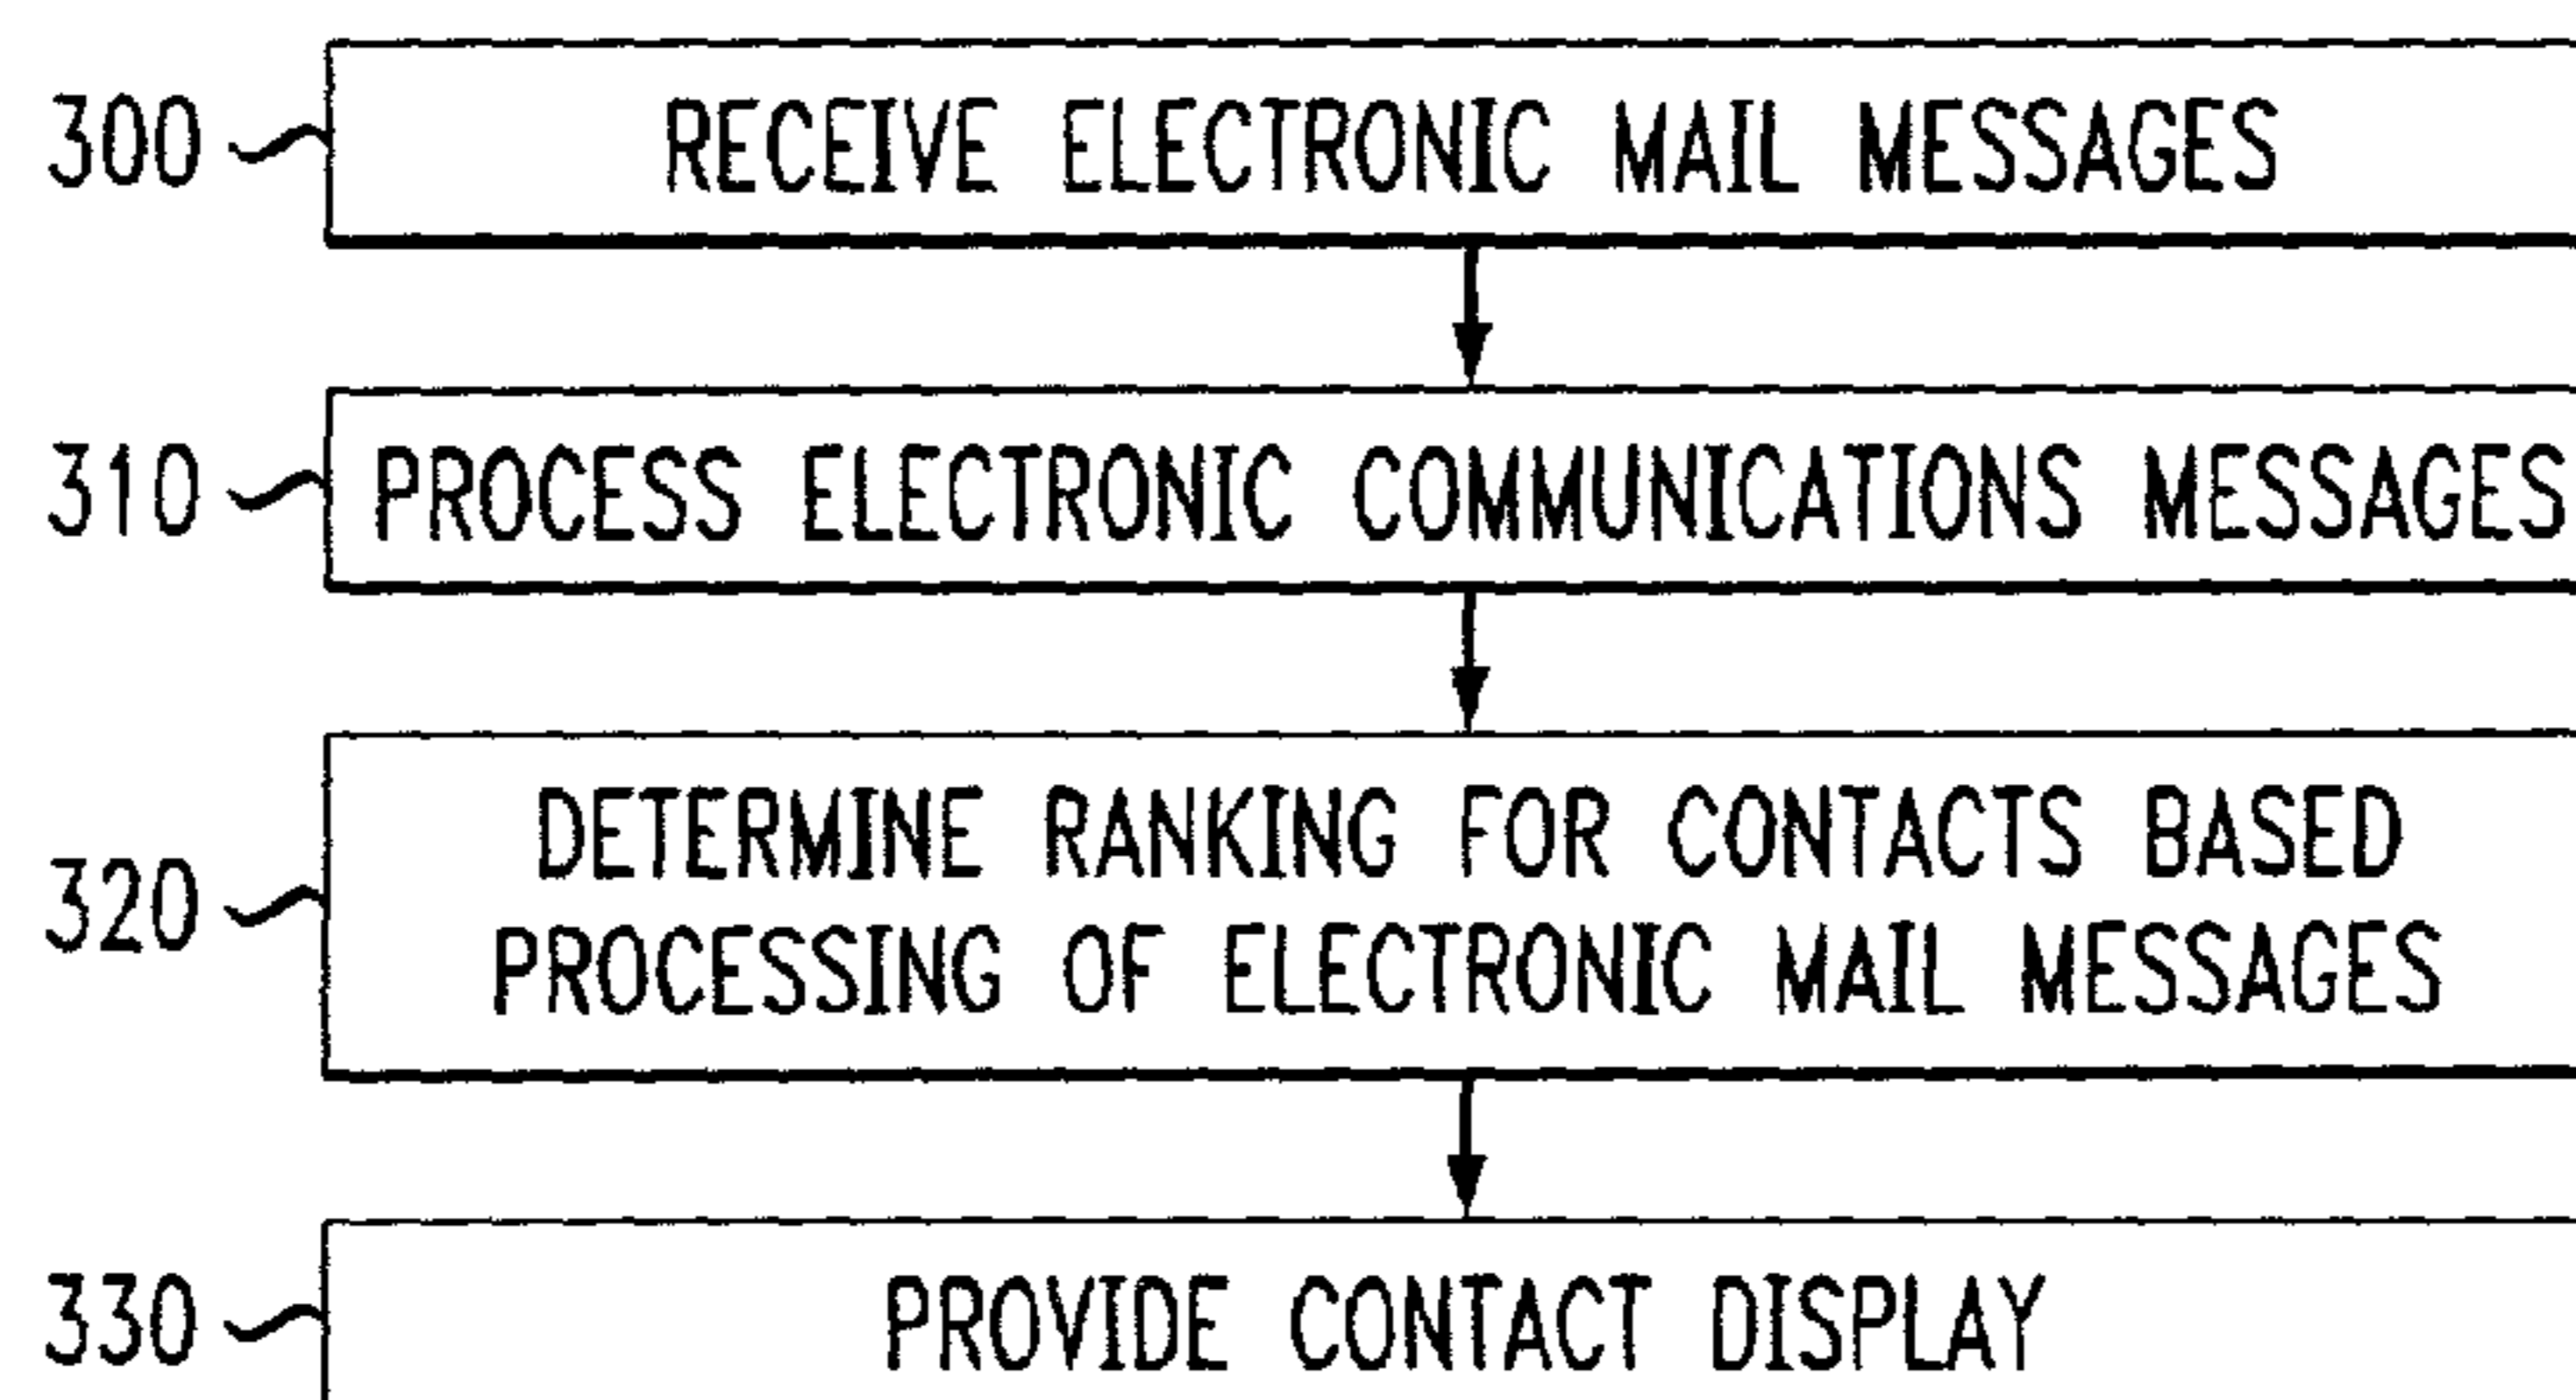 300 RECEIVE ELECTRONIC MAIL MESSAGES
310 PROCESS ELECTRONIC COMMUNICATIONS MESSAGES
320 DETERMINE RANKING FOR CONTACTS BASED
PROCESSING OF ELECTRONIC MAIL MESSAGES
330 PROVIDE CONTACT DISPLAY